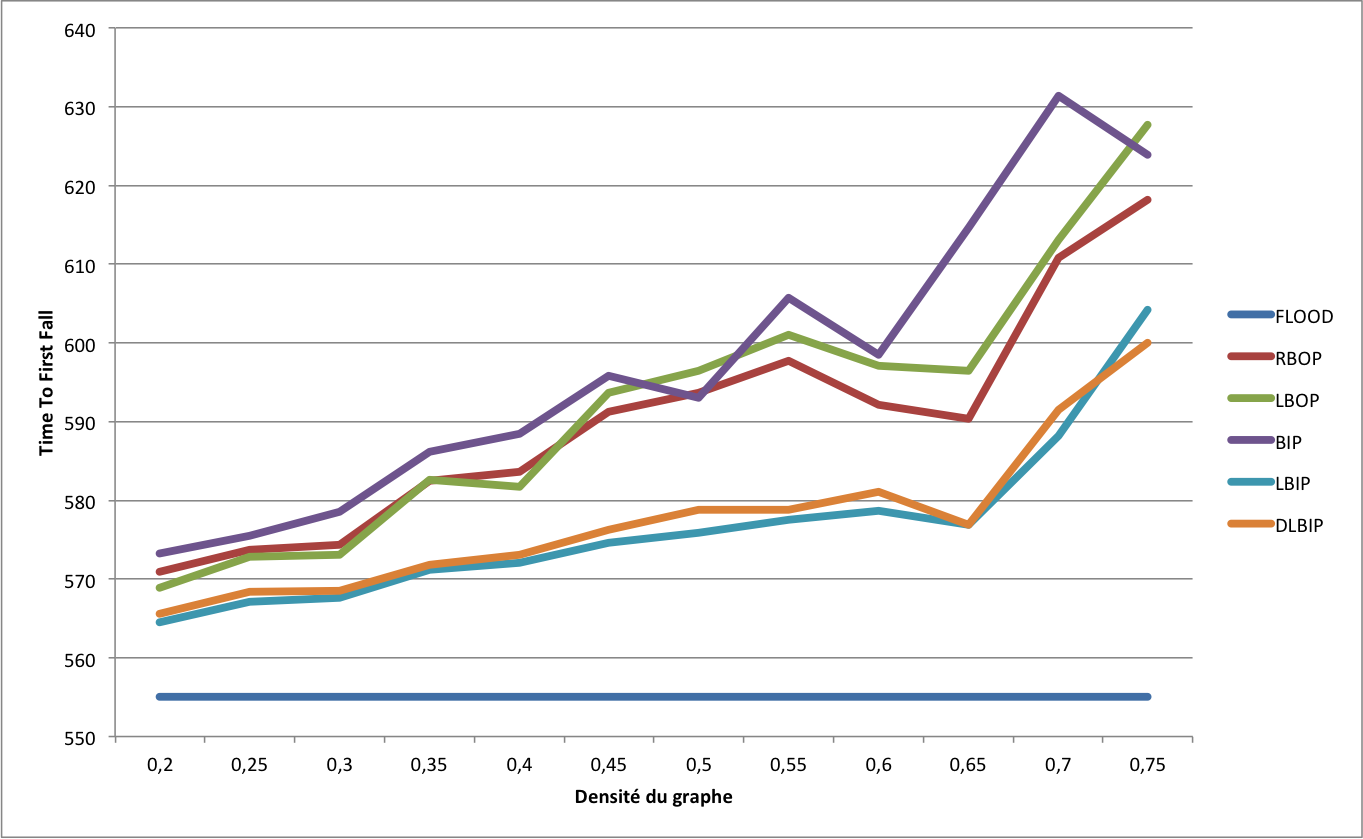 640
630
620
610
600
590
580
570
560
550
Time To First Fall
0,2 0,25 0,3 0,35 0,4 0,45 0,5 0,55 0,6 0,65 0,7 0,75
Densité du graphe
FLOOD
RBOP
LBOP
BIP
LBIP
DLBIP